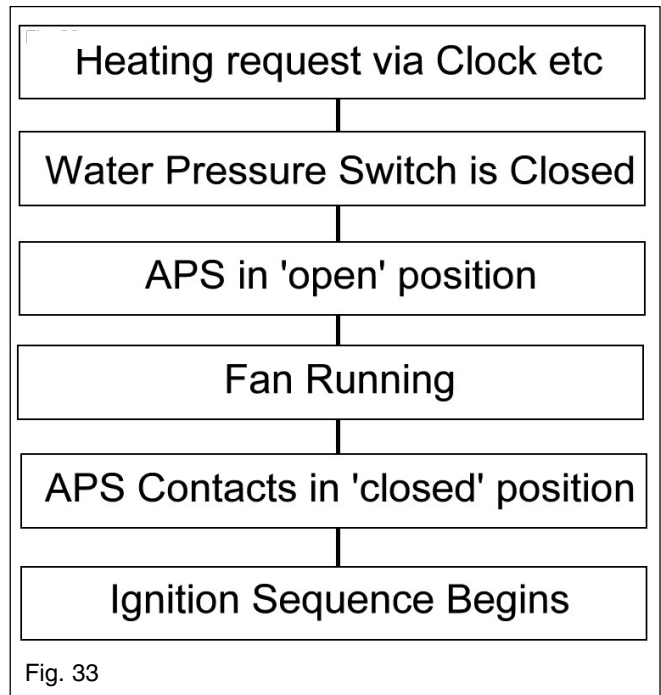 Heating request via Clock etc
Water Pressure Switch is Closed
APS in 'open' position
Fan Running
APS Contacts in 'closed' position
Ignition Sequence Begins
Fig. 33